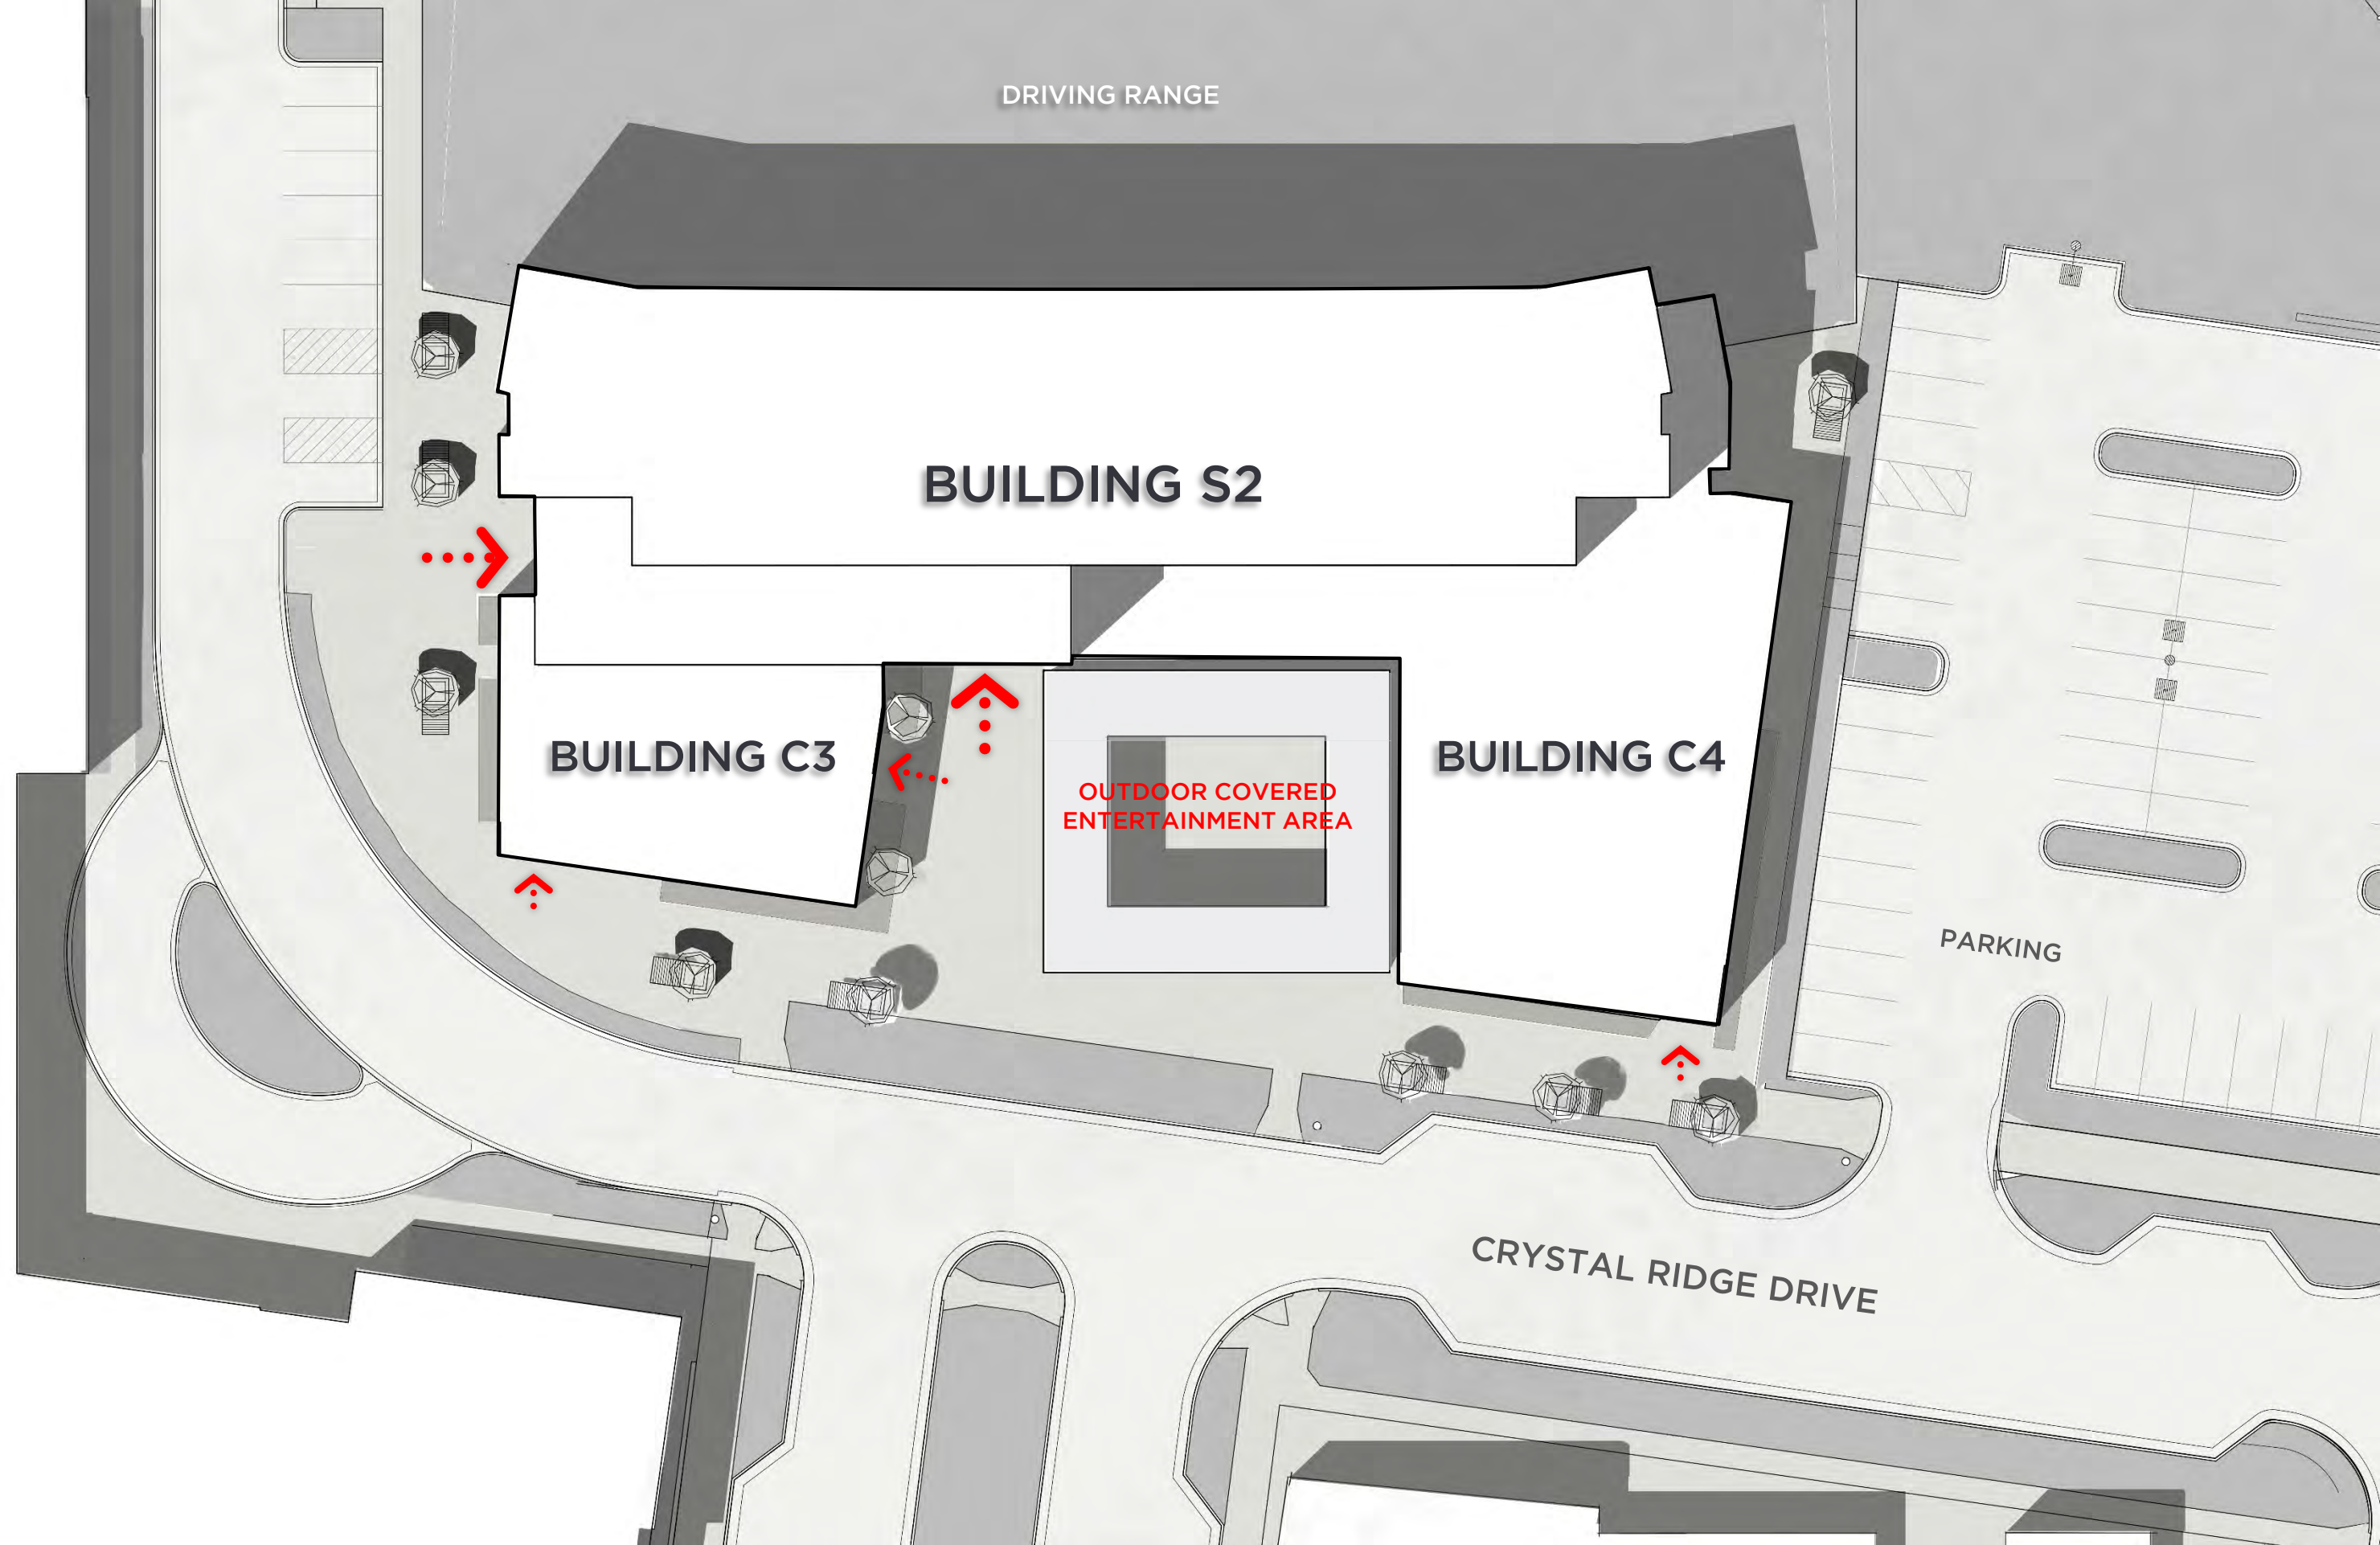 DRIVING RANGE
BUILDING S2
BUILDING C3
BUILDING C4
OUTDOOR COVERED
ENTERTAINMENT AREA
PARKING
CRYSTAL RIDGE DRIVE